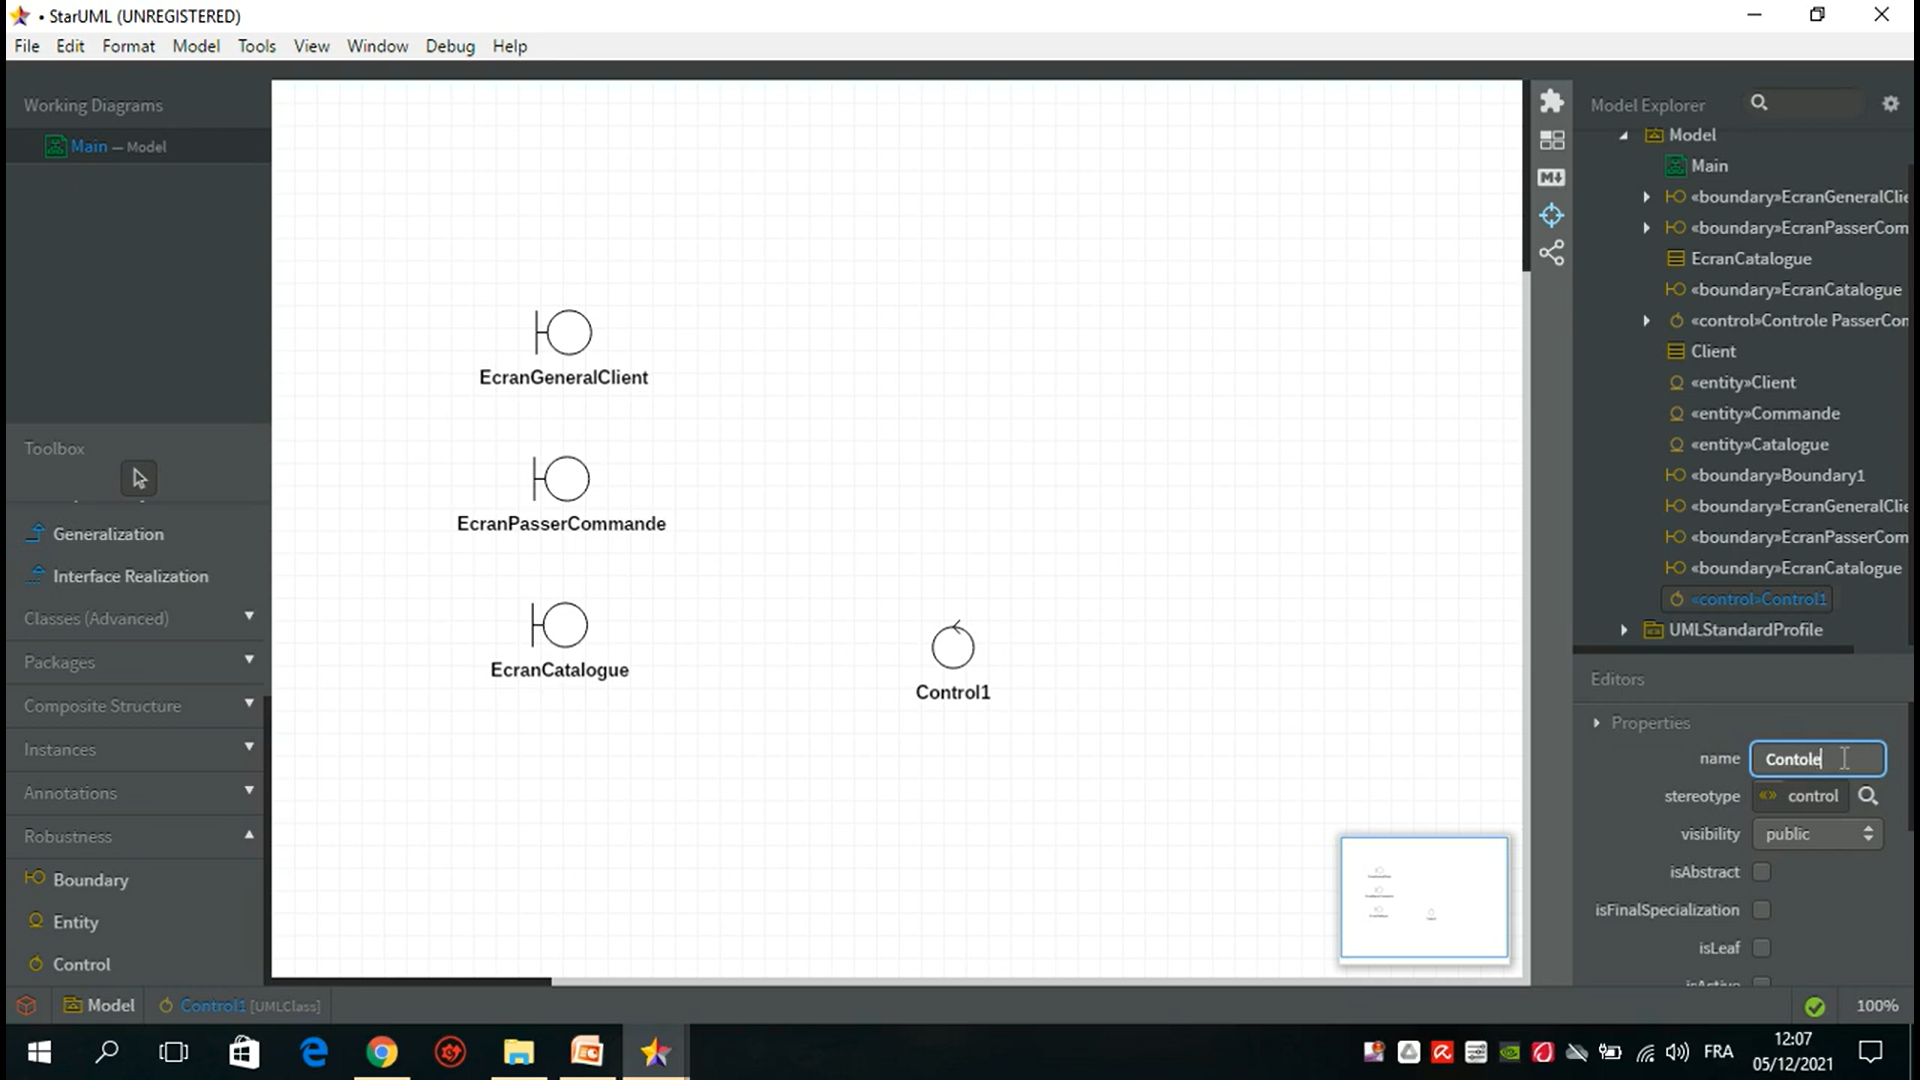 • StarUML (UNREGISTERED)
File Edit Format Model Tools View Window Debug Help
Working Diagrams
Main — Model
Toolbox
Generalization
Interface Realization
Classes (Advanced)
Packages
Composite Structure
Instances
Annotations
Robustness
Boundary
Entity
Control
EcranGeneralClient
EcranPasserCommande
EcranCatalogue
Control1
Model Explorer
Model
Main
«boundary»EcranGeneralClie
«boundary»EcranPasserCom
EcranCatalogue
«boundary»EcranCatalogue
«control»Controle PasserCon
Client
«entity»Client
«entity»Commande
«entity»Catalogue
«boundary»Boundary1
«boundary»EcranGeneralClie
«boundary»EcranPasserCom
«boundary»EcranCatalogue
«control»Control1
UMLStandardProfile
Editors
Properties
name Contole
stereotype «» control
visibility public
isAbstract
isFinalSpecialization
isLeaf
isActive
Model Control1 [UMLClass] 100%
FRA
12:07
05/12/2021